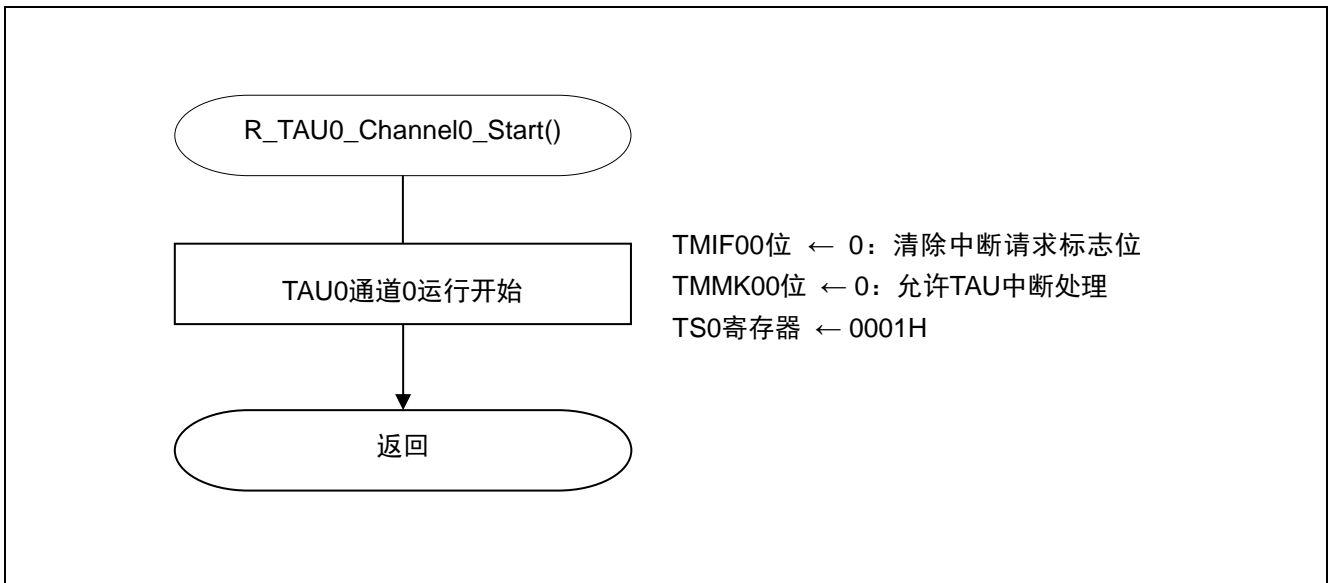 R_TAU0_Channel0_Start()
TAU0通道0运行开始
TMIF00位 ← 0：清除中断请求标志位
TMMK00位 ← 0：允许TAU中断处理
TS0寄存器 ← 0001H
返回